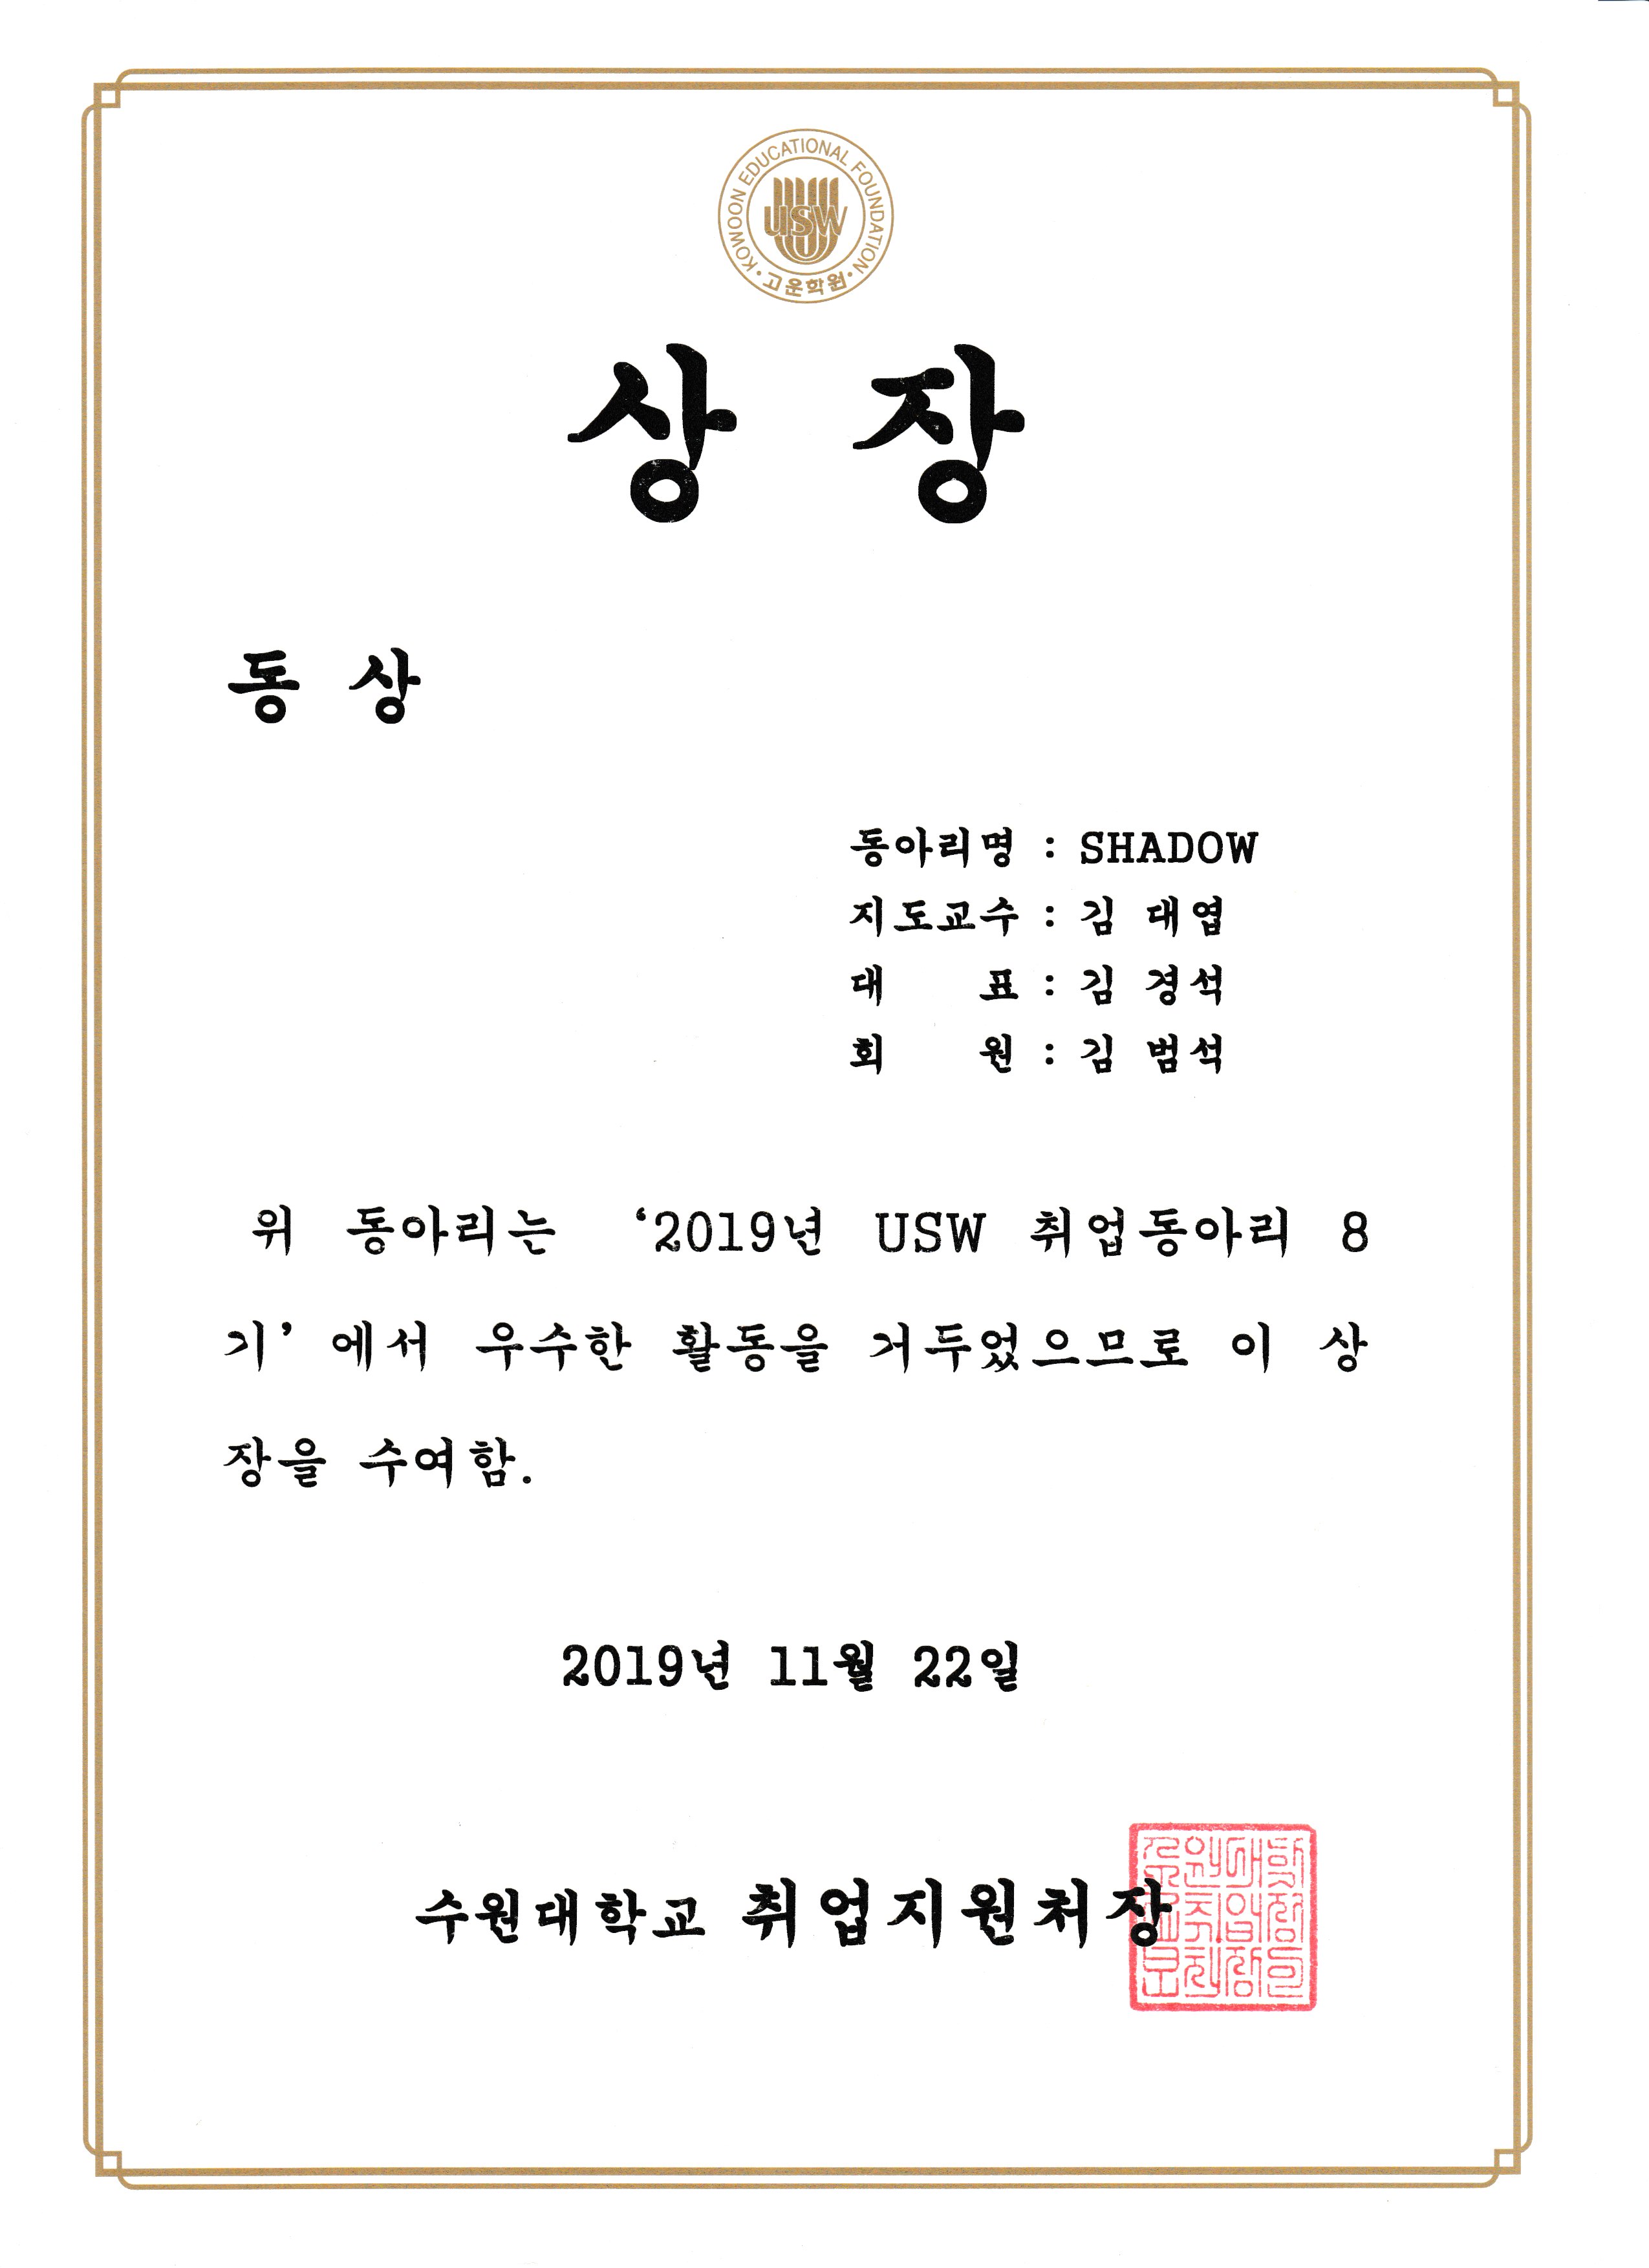 KOWOON EDUCATIONAL FOUNDATION
USW
고운학원
상 장
동 상
동아리명 : SHADOW
지도교수 : 김 대엽
대 표 : 김 경석
회 원 : 김 범석
위 동아리는 ‘2019년 USW 취업동아리 8
기’에서 우수한 활동을 거두었으므로 이 상
장을 수여함.
2019년 11월 22일
수원대학교 취업지원처장